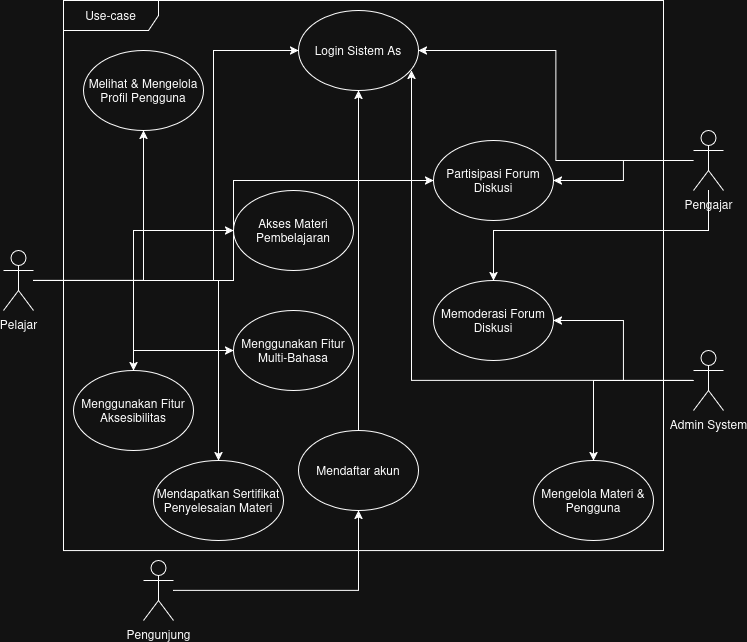 Use-case
Login Sistem As
Melihat & Mengelola
Profil Pengguna
Partisipasi Forum
Diskusi
Pengajar
Akses Materi
Pembelajaran
Pelajar
Memoderasi Forum
Diskusi
Menggunakan Fitur
Multi-Bahasa
Menggunakan Fitur
Aksesibilitas
Admin System
Mendaftar akun
Mendapatkan Sertifikat
Penyelesaian Materi
Mengelola Materi &
Pengguna
Pengunjung